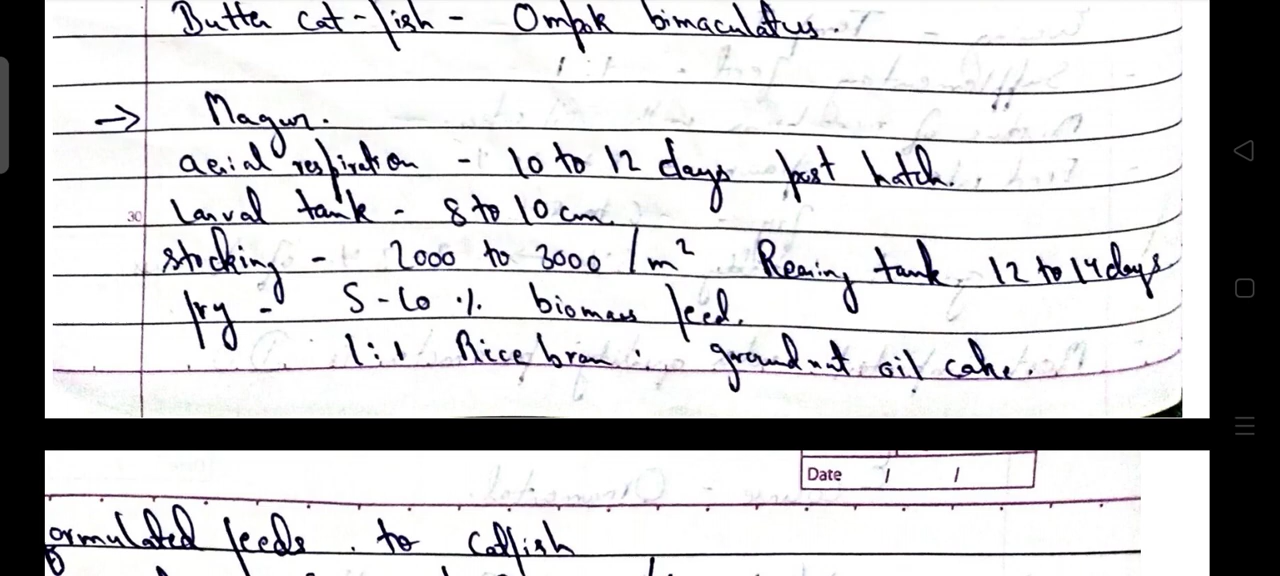 Butter cat-fish - Ompok bimaculatus.
→ Magur.
aerial respiration - 10 to 12 days post hatch.
30 Larval tank - 8 to 10 cm.
stocking - 2000 to 3000 / m² Rearing tank 12 to 14 days
fry - 5-10 % biomass feed.
1:1 Rice bran : groundnut oil cake.
Date / /
formulated feeds . to catfish